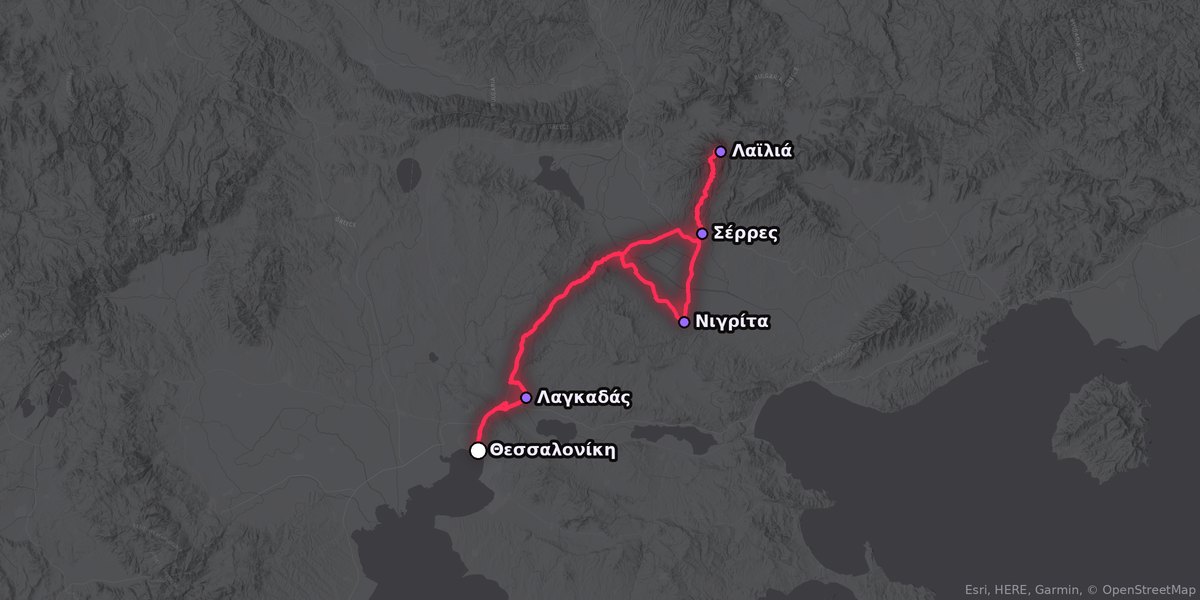 Λαϊλιά
Σέρρες
Νιγρίτα
Λαγκαδάς
Θεσσαλονίκη
Esri, HERE, Garmin, © OpenStreetMap